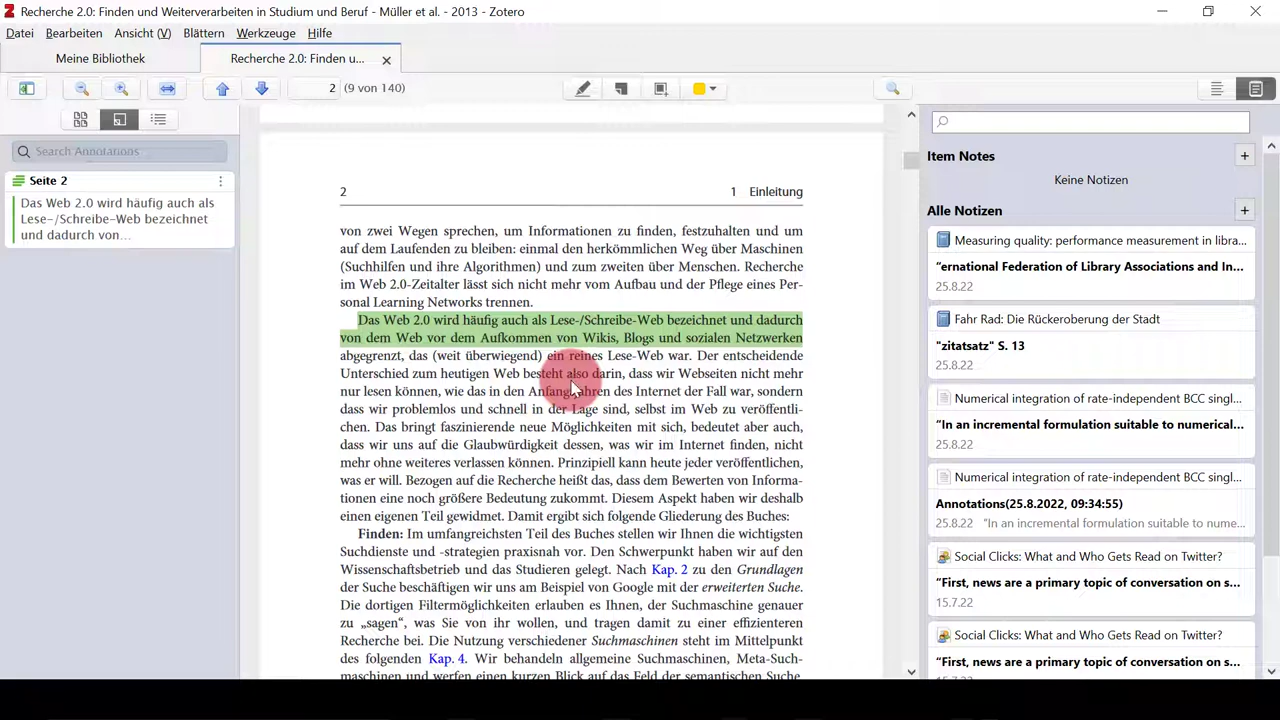 Recherche 2.0: Finden und Weiterverarbeiten in Studium und Beruf - Müller et al. - 2013 - Zotero
Datei Bearbeiten Ansicht (V) Blättern Werkzeuge Hilfe
Meine Bibliothek
Recherche 2.0: Finden u...
2 (9 von 140)
Search Annotations
Seite 2
Das Web 2.0 wird häufig auch als
Lese-/Schreibe-Web bezeichnet
und dadurch von...
2 1 Einleitung
von zwei Wegen sprechen, um Informationen zu finden, festzuhalten und um
auf dem Laufenden zu bleiben: einmal den herkömmlichen Weg über Maschinen
(Suchhilfen und ihre Algorithmen) und zum zweiten über Menschen. Recherche
im Web 2.0-Zeitalter lässt sich nicht mehr vom Aufbau und der Pflege eines Per-
sonal Learning Networks trennen.
Das Web 2.0 wird häufig auch als Lese-/Schreibe-Web bezeichnet und dadurch
von dem Web vor dem Aufkommen von Wikis, Blogs und sozialen Netzwerken
abgegrenzt, das (weit überwiegend) ein reines Lese-Web war. Der entscheidende
Unterschied zum heutigen Web besteht also darin, dass wir Webseiten nicht mehr
nur lesen können, wie das in den Anfangsjahren des Internet der Fall war, sondern
dass wir problemlos und schnell in der Lage sind, selbst im Web zu veröffentli-
chen. Das bringt faszinierende neue Möglichkeiten mit sich, bedeutet aber auch,
dass wir uns auf die Glaubwürdigkeit dessen, was wir im Internet finden, nicht
mehr ohne weiteres verlassen können. Prinzipiell kann heute jeder veröffentlichen,
was er will. Bezogen auf die Recherche heißt das, dass dem Bewerten von Informa-
tionen eine noch größere Bedeutung zukommt. Diesem Aspekt haben wir deshalb
einen eigenen Teil gewidmet. Damit ergibt sich folgende Gliederung des Buches:
Finden: Im umfangreichsten Teil des Buches stellen wir Ihnen die wichtigsten
Suchdienste und -strategien praxisnah vor. Den Schwerpunkt haben wir auf den
Wissenschaftsbetrieb und das Studieren gelegt. Nach Kap. 2 zu den Grundlagen
der Suche beschäftigen wir uns am Beispiel von Google mit der erweiterten Suche.
Die dortigen Filtermöglichkeiten erlauben es Ihnen, der Suchmaschine genauer
zu „sagen“, was Sie von ihr wollen, und tragen damit zu einer effizienteren
Recherche bei. Die Nutzung verschiedener Suchmaschinen steht im Mittelpunkt
des folgenden Kap. 4. Wir behandeln allgemeine Suchmaschinen, Meta-Such-
maschinen und werfen einen kurzen Blick auf das Feld der semantischen Suche.
Item Notes
Keine Notizen
Alle Notizen
Measuring quality: performance measurement in libra...
“ernational Federation of Library Associations and In...
25.8.22
Fahr Rad: Die Rückeroberung der Stadt
"zitatsatz" S. 13
25.8.22
Numerical integration of rate-independent BCC singl...
“In an incremental formulation suitable to numerical...
25.8.22
Numerical integration of rate-independent BCC singl...
Annotations(25.8.2022, 09:34:55)
25.8.22 “In an incremental formulation suitable to nume...
Social Clicks: What and Who Gets Read on Twitter?
“First, news are a primary topic of conversation on s...
15.7.22
Social Clicks: What and Who Gets Read on Twitter?
“First, news are a primary topic of conversation on s...